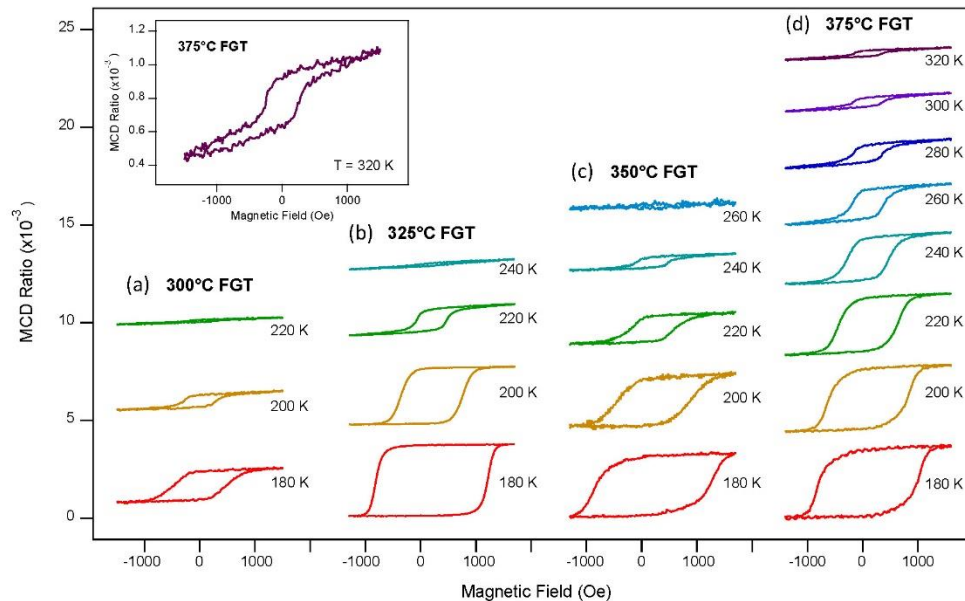 25
20
15
10
5
0
MCD Ratio (x10⁻³)
375°C FGT
1.2
1.0
0.8
0.6
0.4
MCD Ratio (x10⁻³)
T = 320 K
-1000 0 1000
Magnetic Field (Oe)
(a) 300°C FGT
220 K
200 K
180 K
(b) 325°C FGT
240 K
220 K
200 K
180 K
(c) 350°C FGT
260 K
240 K
220 K
200 K
180 K
(d) 375°C FGT
320 K
300 K
280 K
260 K
240 K
220 K
200 K
180 K
-1000 0 1000 -1000 0 1000 -1000 0 1000 -1000 0 1000
Magnetic Field (Oe)